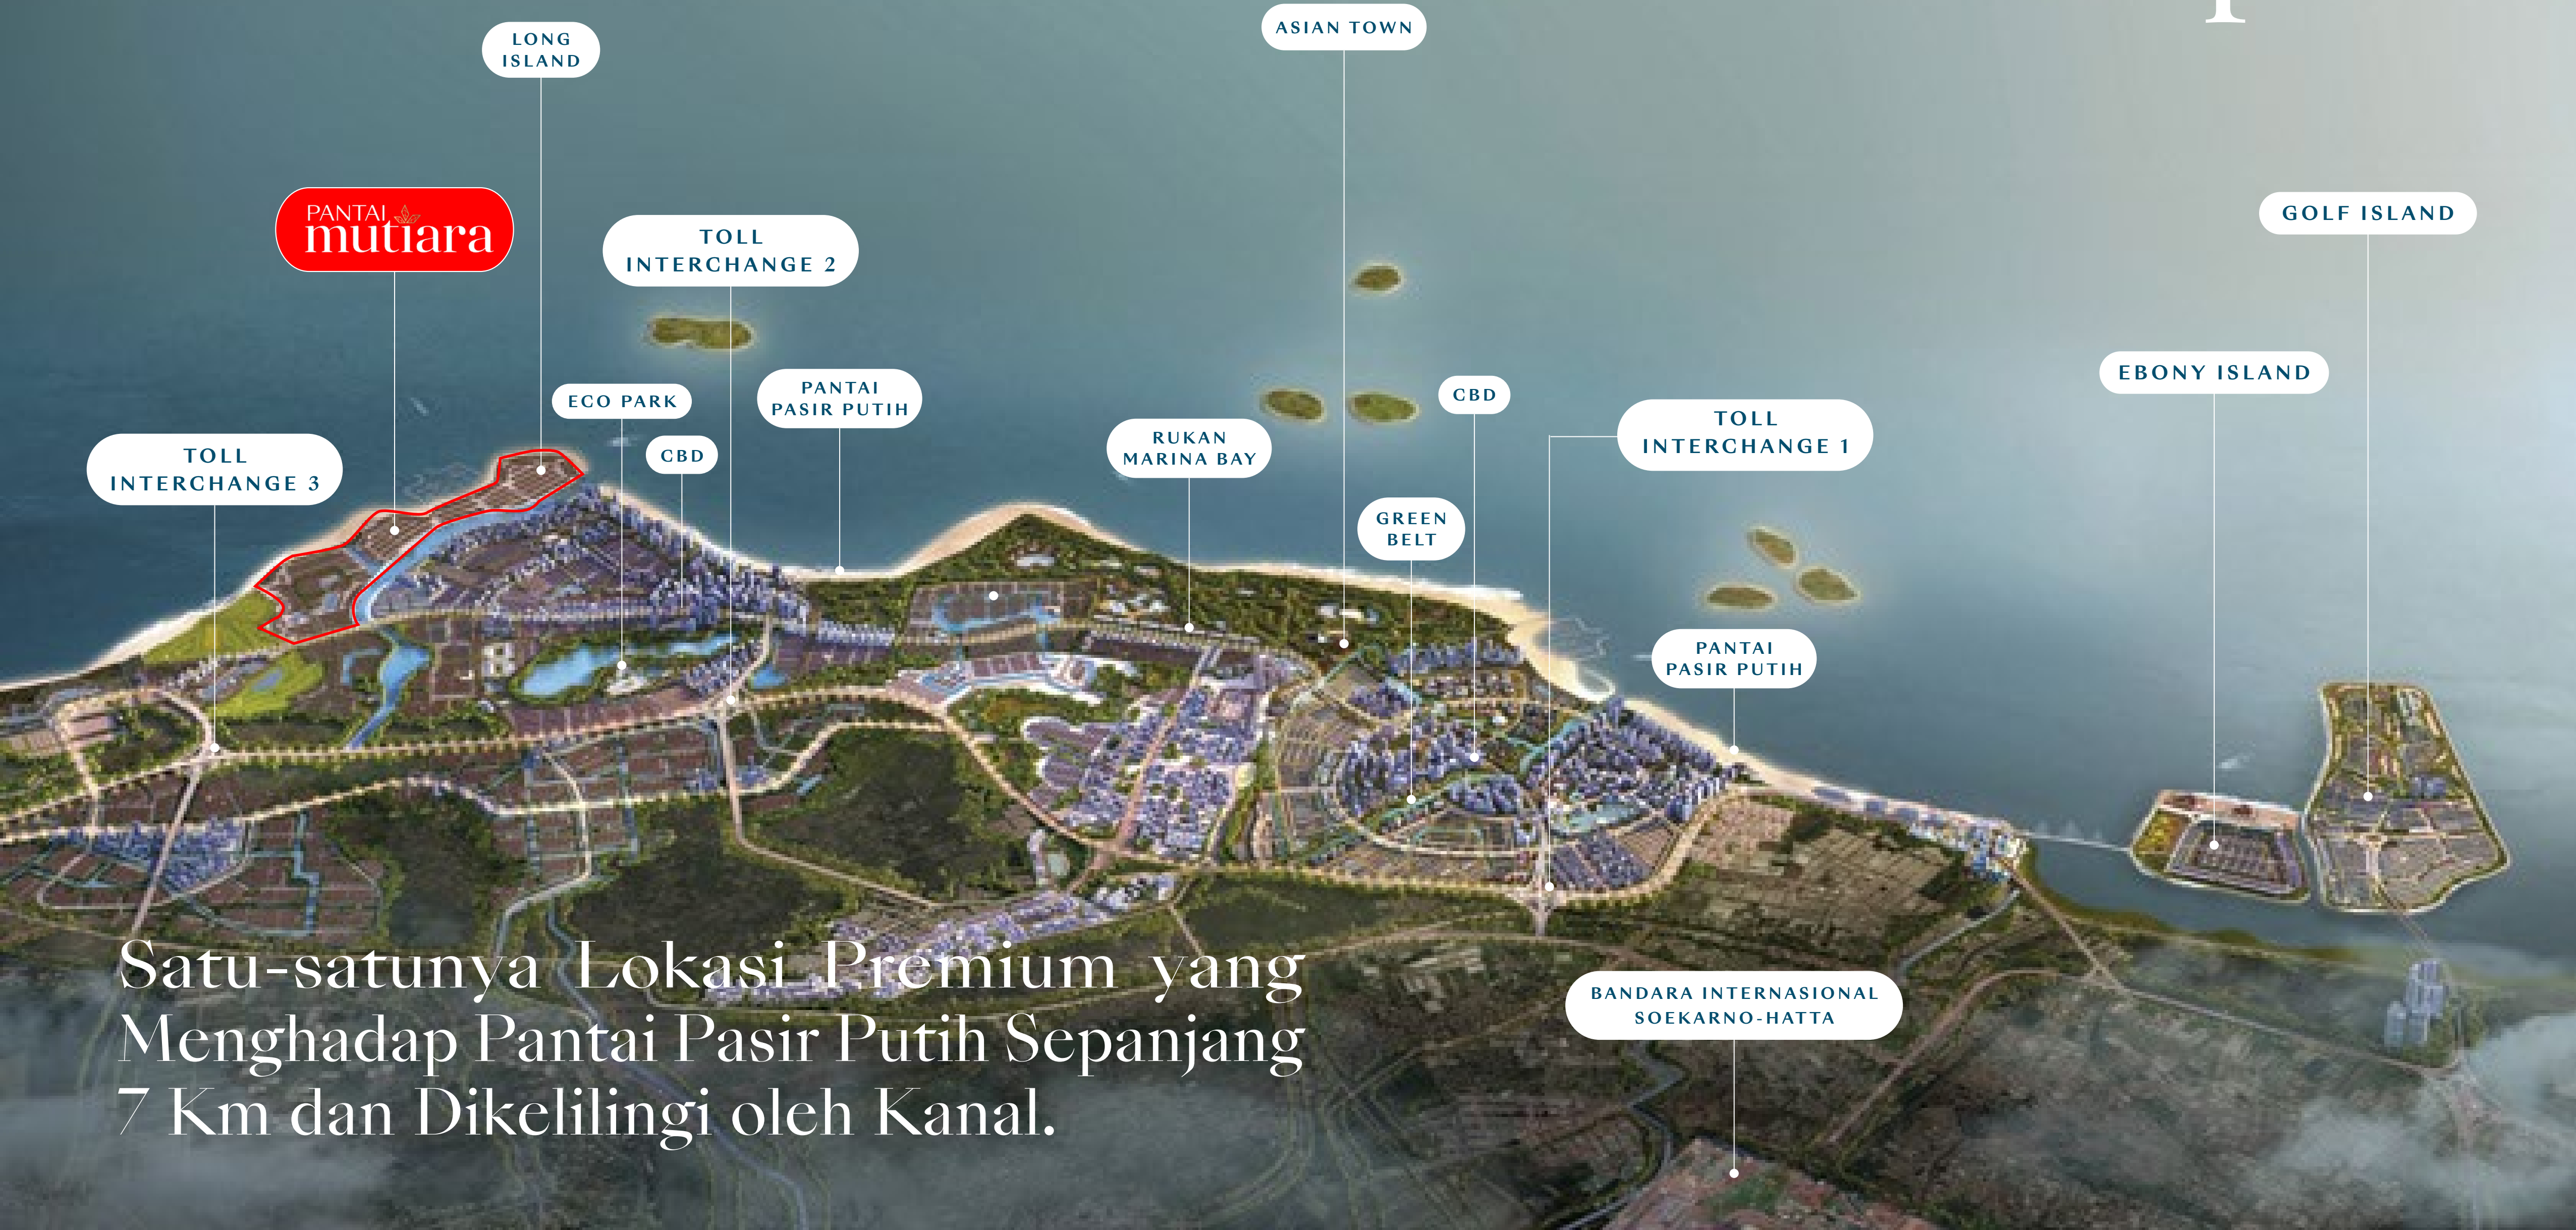 LONG
ISLAND
ASIAN TOWN
PANTAI
mutiara
TOLL
INTERCHANGE 2
GOLF ISLAND
EBONY ISLAND
ECO PARK
PANTAI
PASIR PUTIH
CBD
TOLL
INTERCHANGE 3
CBD
RUKAN
MARINA BAY
TOLL
INTERCHANGE 1
GREEN
BELT
PANTAI
PASIR PUTIH
Satu-satunya Lokasi Premium yang
Menghadap Pantai Pasir Putih Sepanjang
7 Km dan Dikelilingi oleh Kanal.
BANDARA INTERNASIONAL
SOEKARNO-HATTA